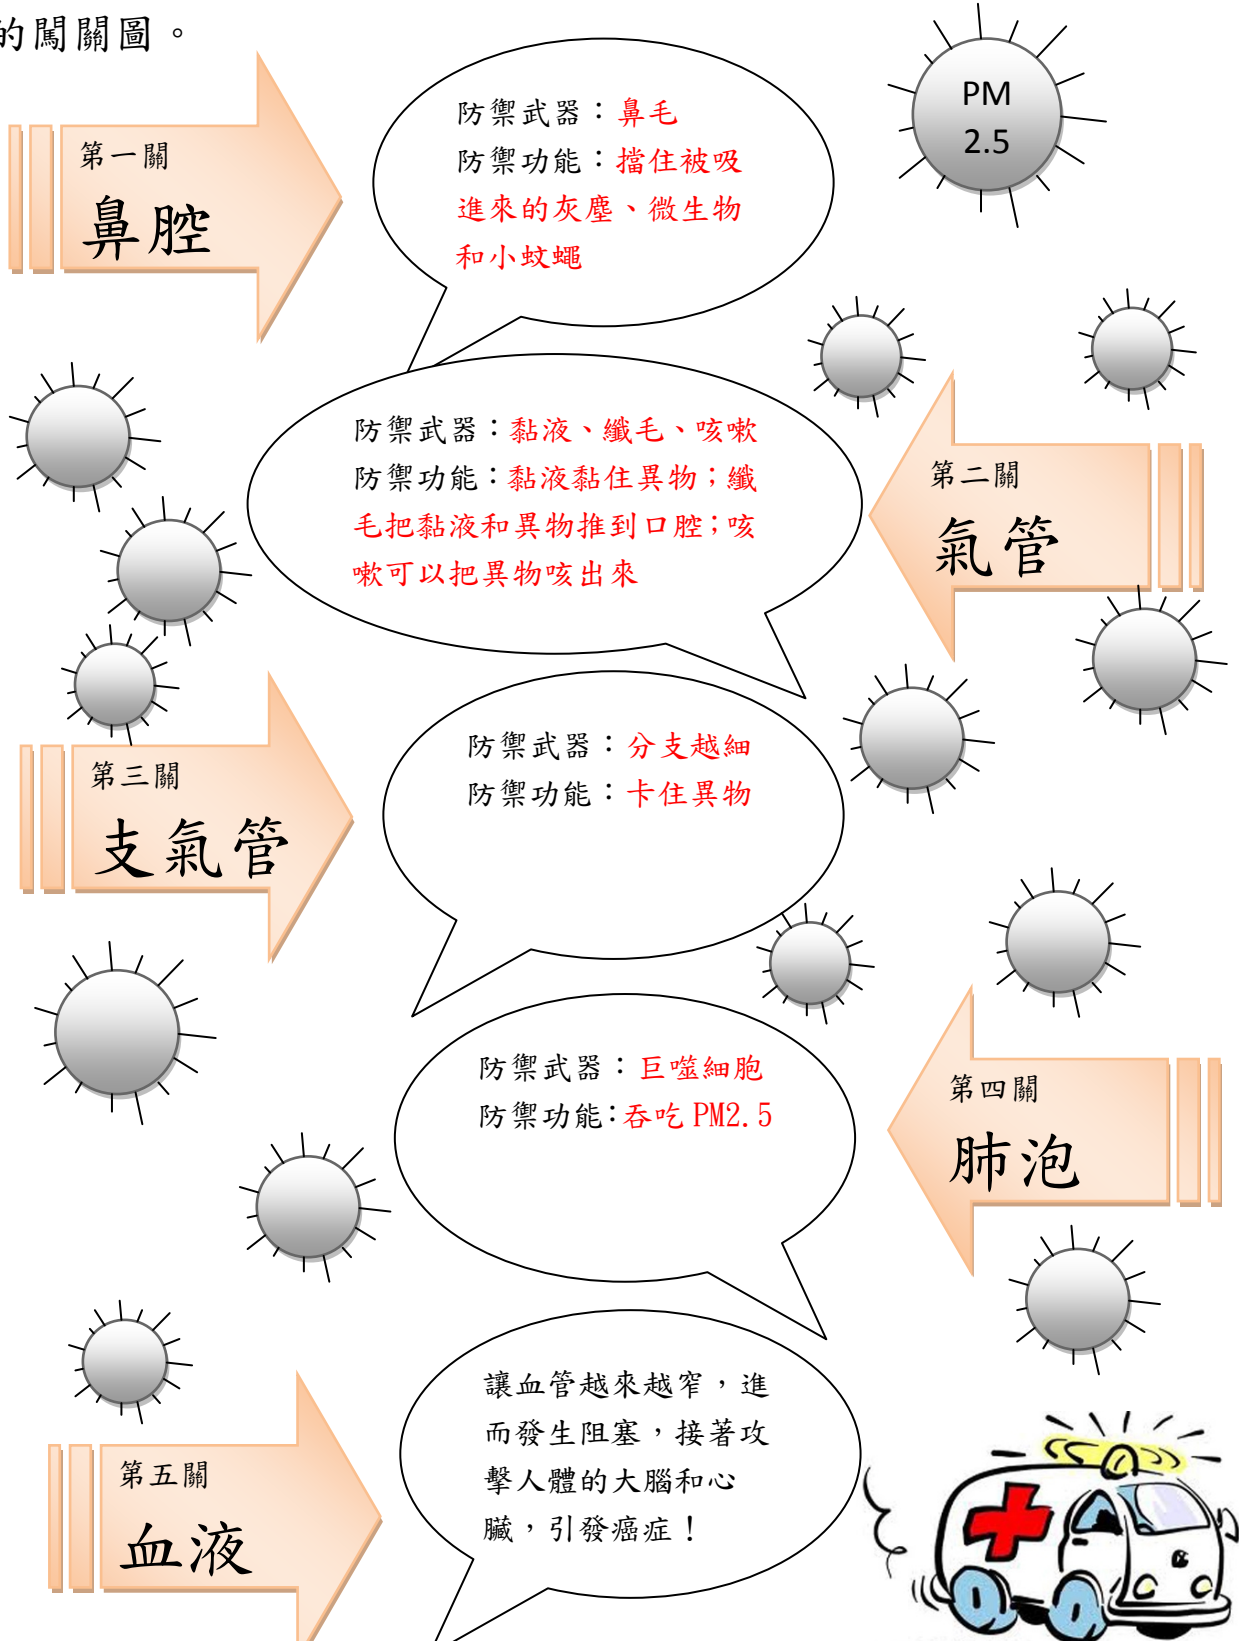 的闖關圖。
PM
2.5
第一關
鼻腔
防禦武器：鼻毛
防禦功能：擋住被吸
進來的灰塵、微生物
和小蚊蠅
第二關
氣管
防禦武器：黏液、纖毛、咳嗽
防禦功能：黏液黏住異物；纖
毛把黏液和異物推到口腔；咳
嗽可以把異物咳出來
第三關
支氣管
防禦武器：分支越細
防禦功能：卡住異物
第四關
肺泡
防禦武器：巨噬細胞
防禦功能：吞吃 PM2.5
第五關
血液
讓血管越來越窄，進
而發生阻塞，接著攻
擊人體的大腦和心
臟，引發癌症！